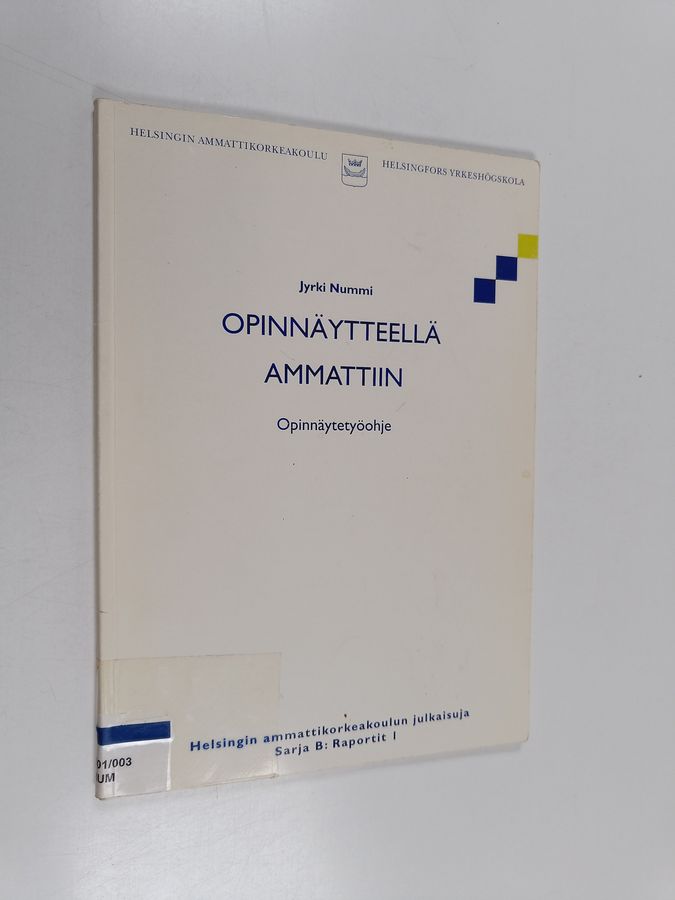 HELSINGIN AMMATTIKORKEAKOULU
HELSINGFORS YRKESHÖGSKOLA
Jyrki Nummi
OPINNÄYTTEELLÄ
AMMATTIIN
Opinnäytetyöohje
Helsingin ammattikorkeakoulun julkaisuja
Sarja B: Raportit 1
01/003
UM